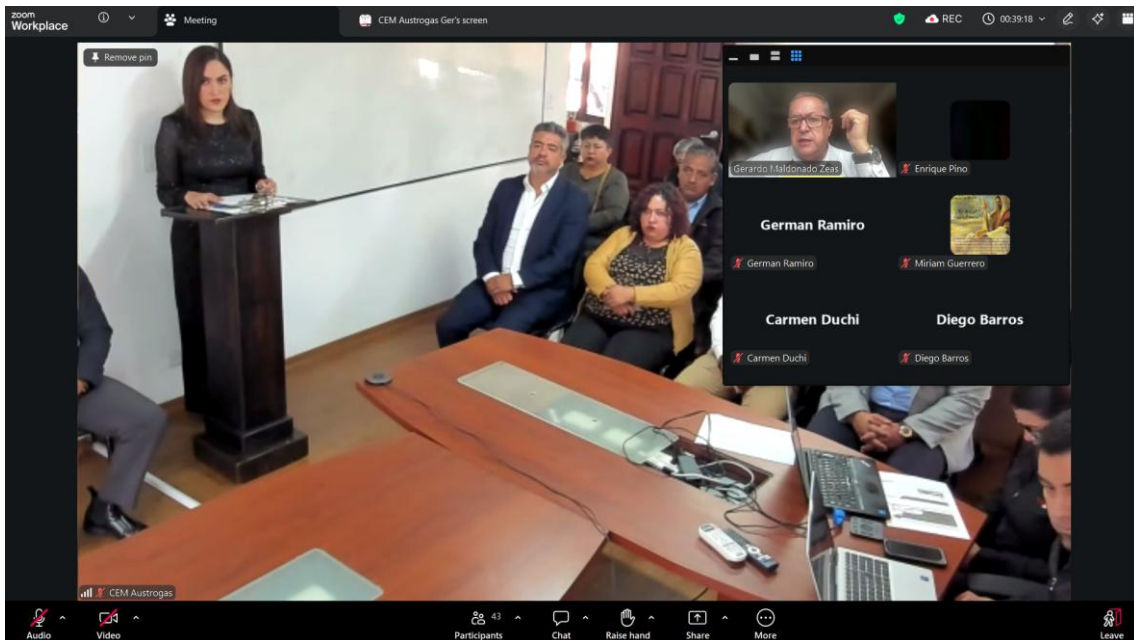 zoom
Workplace
Meeting
CEM Austrogas Ger's screen
REC
00:39:18
Remove pin
Gerardo Maldonado Zeas
Enrique Pino
German Ramiro
German Ramiro
Miriam Guerrero
Carmen Duchi
Diego Barros
Carmen Duchi
Diego Barros
CEM Austrogas
Audio
Video
43
Participants
Chat
Raise hand
Share
More
Leave